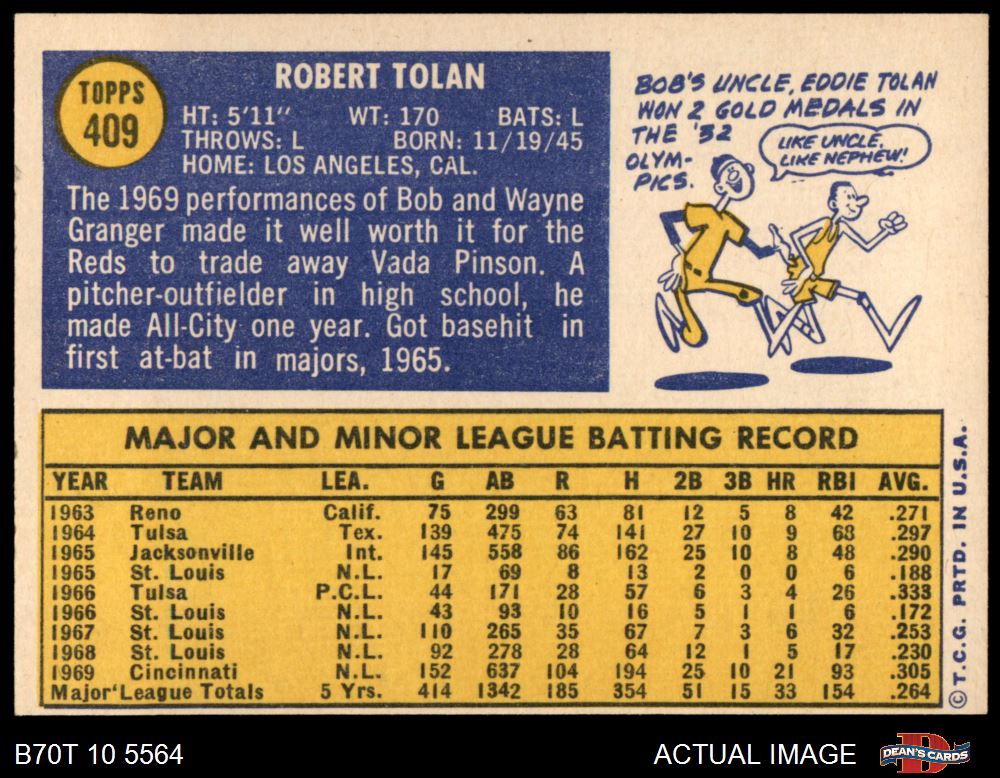 TOPPS
409
ROBERT TOLAN
HT: 5'11" WT: 170 BATS: L
THROWS: L BORN: 11/19/45
HOME: LOS ANGELES, CAL.
The 1969 performances of Bob and Wayne
Granger made it well worth it for the
Reds to trade away Vada Pinson. A
pitcher-outfielder in high school, he
made All-City one year. Got basehit in
first at-bat in majors, 1965.
BOB'S UNCLE, EDDIE TOLAN
WON 2 GOLD MEDALS IN
THE '32
OLYM-
PICS.
LIKE UNCLE,
LIKE NEPHEW!
MAJOR AND MINOR LEAGUE BATTING RECORD
YEAR TEAM LEA. G AB R H 2B 3B HR RBI AVG.
1963 Reno Calif. 75 299 63 81 12 5 8 42 .271
1964 Tulsa Tex. 139 475 74 141 27 10 9 68 .297
1965 Jacksonville Int. 145 558 86 162 25 10 8 48 .290
1965 St. Louis N.L. 17 69 8 13 2 0 0 6 .188
1966 Tulsa P.C.L. 44 171 28 57 6 3 4 26 .333
1966 St. Louis N.L. 43 93 10 16 5 1 1 6 .172
1967 St. Louis N.L. 110 265 35 67 7 3 6 32 .253
1968 St. Louis N.L. 92 278 28 64 12 1 5 17 .230
1969 Cincinnati N.L. 152 637 104 194 25 10 21 93 .305
Major League Totals 5 Yrs. 414 1342 185 354 51 15 33 154 .264
© T.C.G. PRTD. IN U.S.A.
B70T 10 5564
ACTUAL IMAGE
DEAN'S CARDS